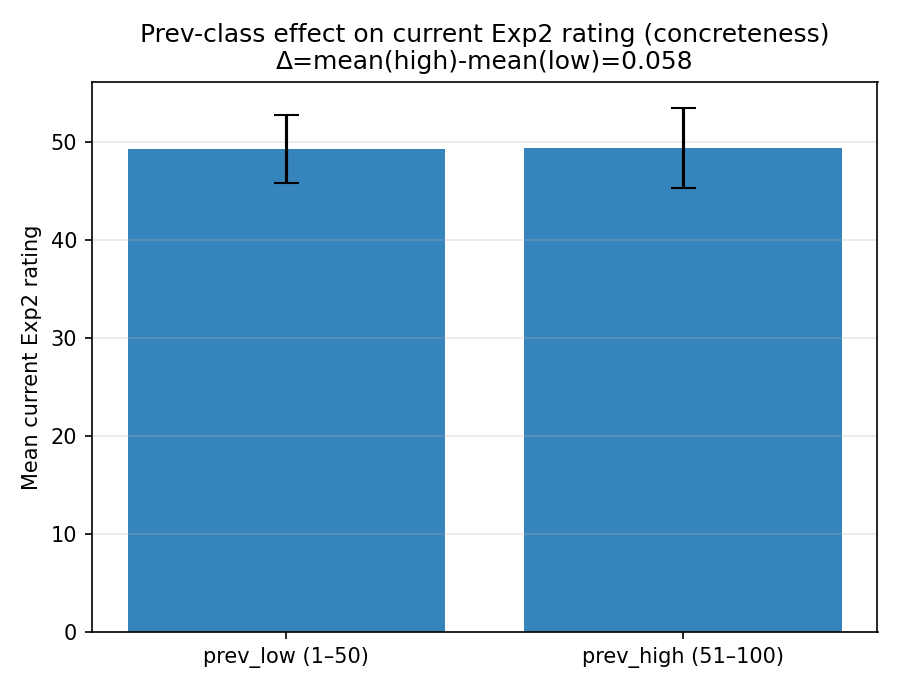 Prev-class effect on current Exp2 rating (concreteness)
Δ=mean(high)-mean(low)=0.058
Mean current Exp2 rating
50
40
30
20
10
0
prev_low (1–50)
prev_high (51–100)